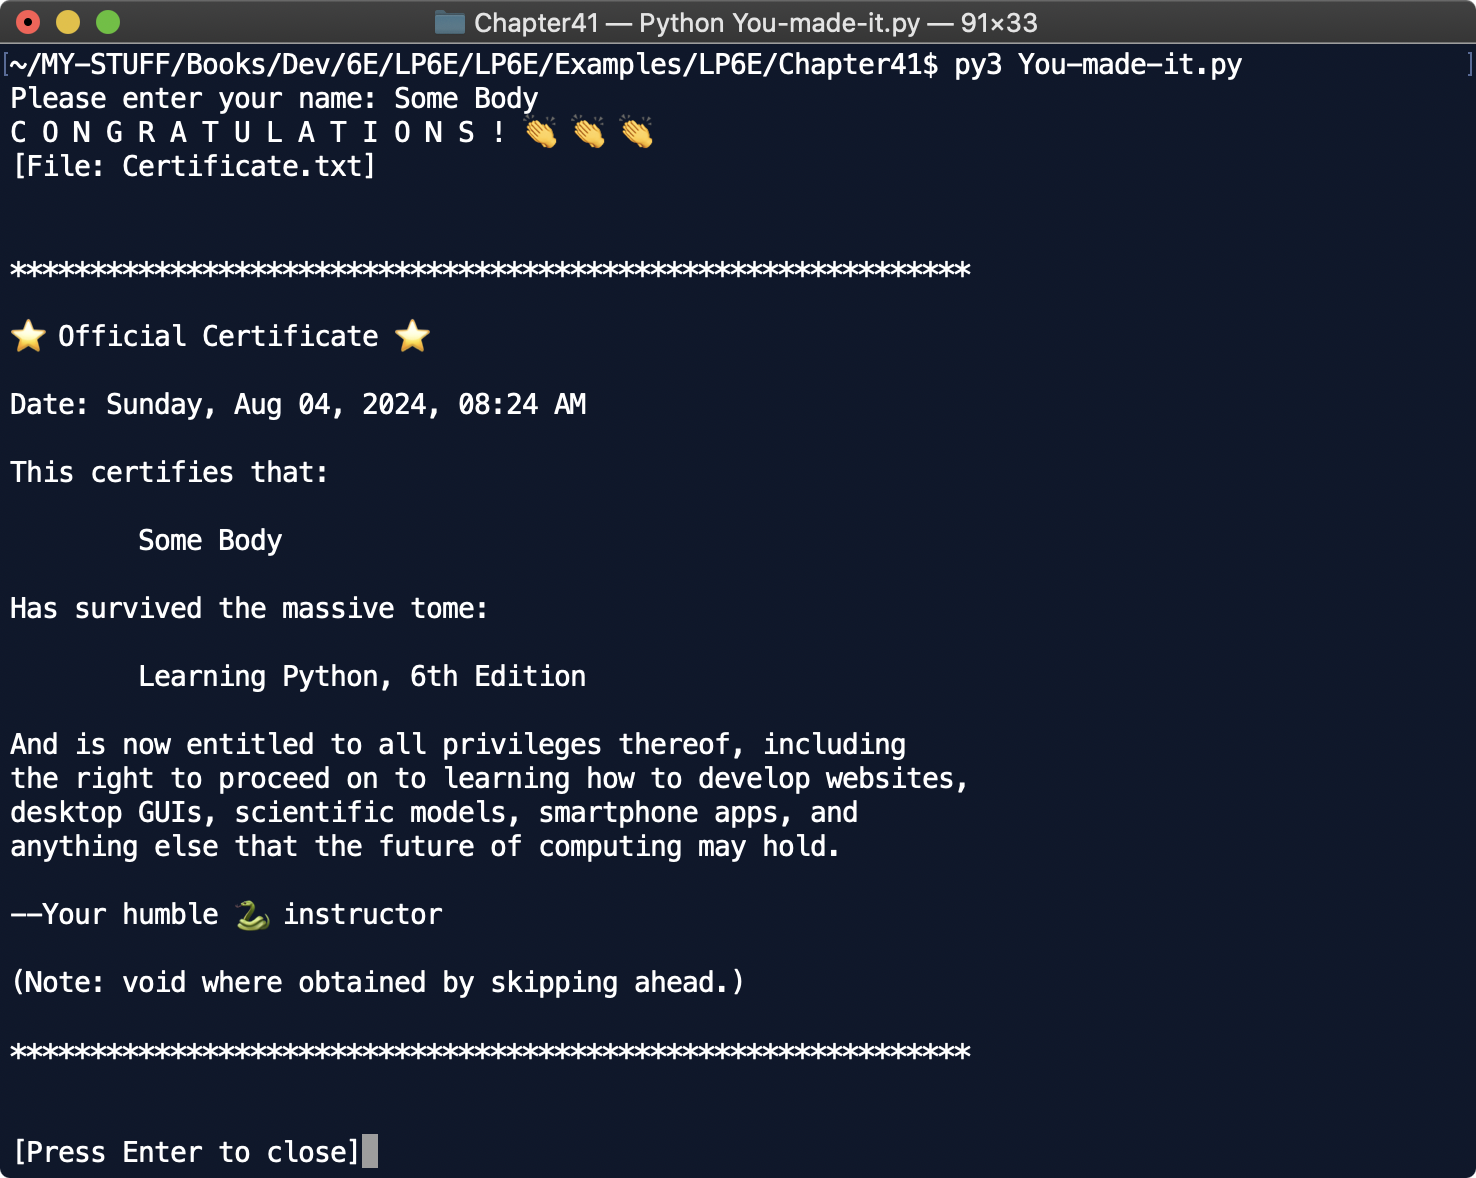 Chapter41 — Python You-made-it.py — 91×33
[~/MY-STUFF/Books/Dev/6E/LP6E/LP6E/Examples/LP6E/Chapter41$ py3 You-made-it.py ]
Please enter your name: Some Body
C O N G R A T U L A T I O N S ! 👏 👏 👏
[File: Certificate.txt]
************************************************************
⭐ Official Certificate ⭐
Date: Sunday, Aug 04, 2024, 08:24 AM
This certifies that:
Some Body
Has survived the massive tome:
Learning Python, 6th Edition
And is now entitled to all privileges thereof, including
the right to proceed on to learning how to develop websites,
desktop GUIs, scientific models, smartphone apps, and
anything else that the future of computing may hold.
--Your humble 🐍 instructor
(Note: void where obtained by skipping ahead.)
************************************************************
[Press Enter to close]